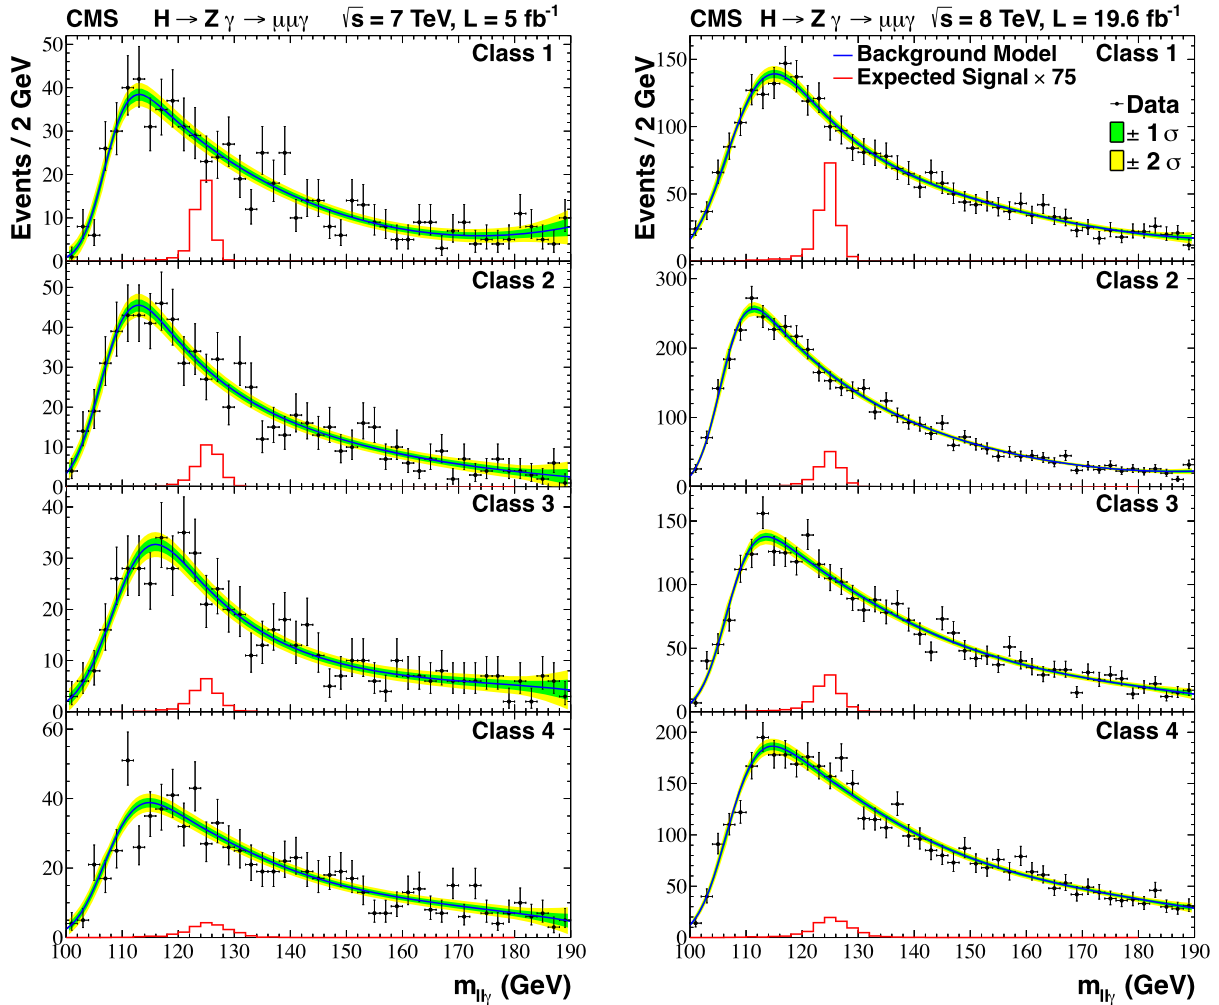 CMS H → Z γ → μμγ √s = 7 TeV, L = 5 fb⁻¹
Events / 2 GeV
Class 1
50
40
30
20
10
0
Class 2
50
40
30
20
10
0
Class 3
40
30
20
10
0
Class 4
60
40
20
0
100 110 120 130 140 150 160 170 180 190
m_llγ (GeV)
CMS H → Z γ → μμγ √s = 8 TeV, L = 19.6 fb⁻¹
Events / 2 GeV
Class 1
Background Model
Expected Signal × 75
Data
± 1 σ
± 2 σ
150
100
50
0
Class 2
300
200
100
0
Class 3
150
100
50
0
Class 4
200
150
100
50
0
100 110 120 130 140 150 160 170 180 190
m_llγ (GeV)